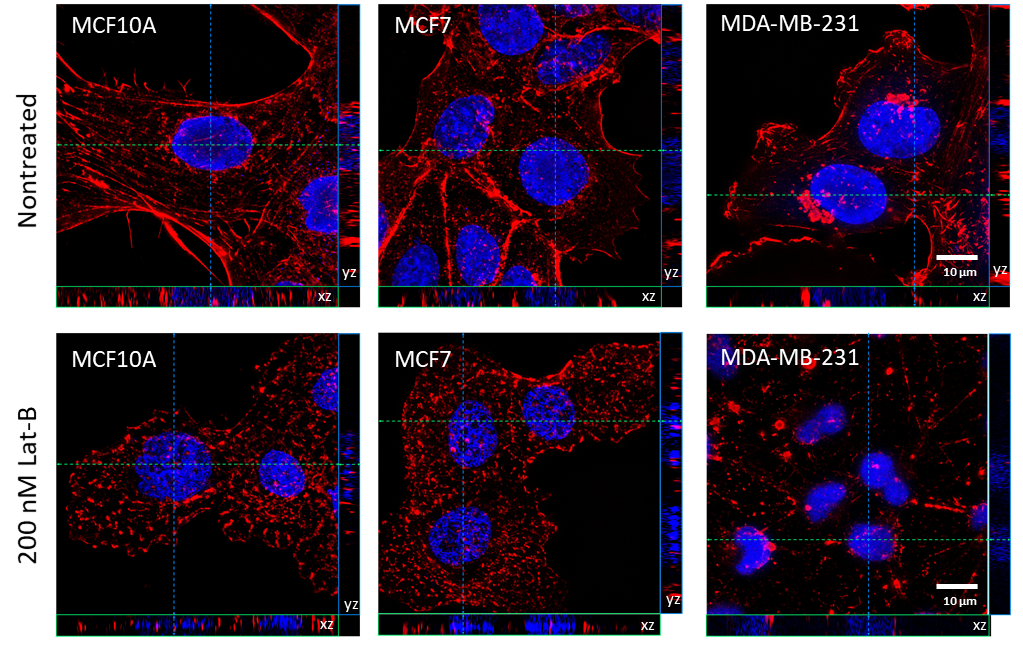 Nontreated
MCF10A
yz
xz
MCF7
yz
xz
MDA-MB-231
10 µm
yz
xz
200 nM Lat-B
MCF10A
yz
xz
MCF7
yz
xz
MDA-MB-231
10 µm
xz